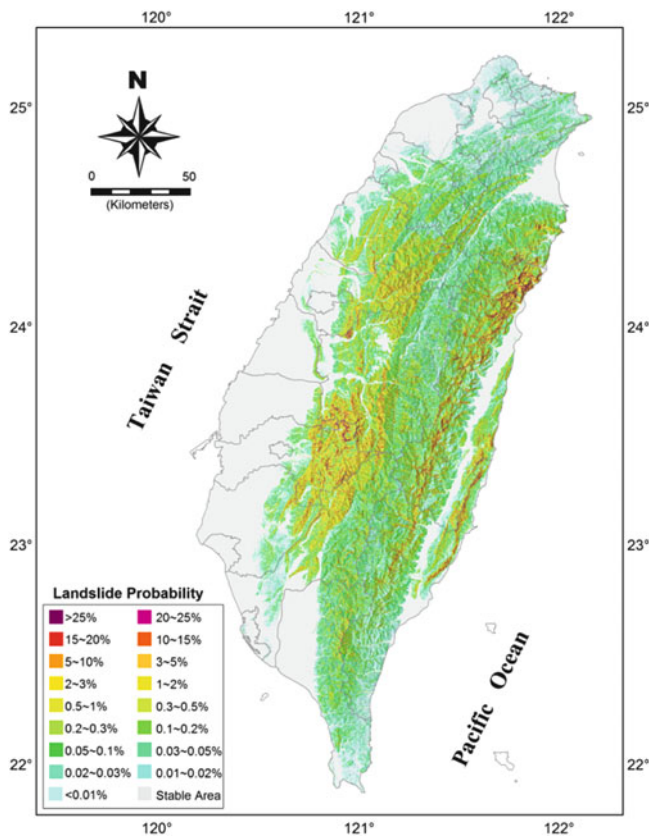 120° 121° 122°
N
25° 25°
0 50
(Kilometers)
24° 24°
Taiwan Strait
23° 23°
Landslide Probability
>25% 20~25%
15~20% 10~15%
5~10% 3~5%
2~3% 1~2%
0.5~1% 0.3~0.5%
0.2~0.3% 0.1~0.2%
0.05~0.1% 0.03~0.05%
0.02~0.03% 0.01~0.02%
<0.01% Stable Area
Pacific Ocean
22° 22°
120° 121° 122°